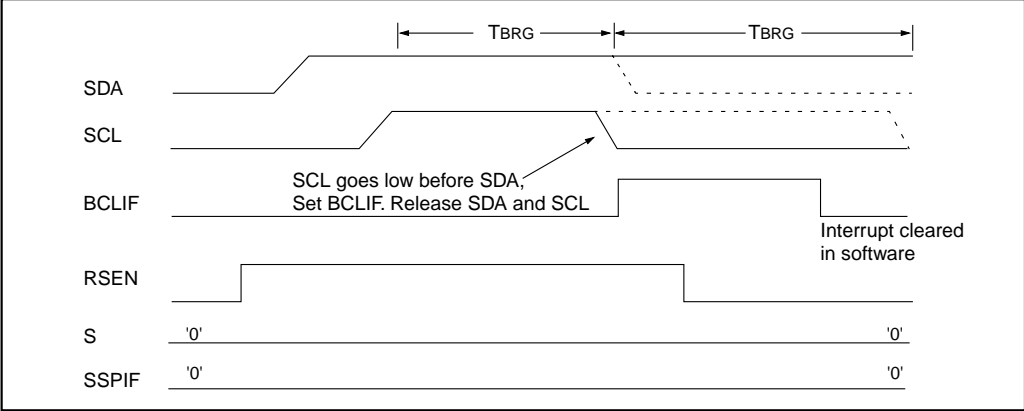 TBRG TBRG
SDA
SCL
SCL goes low before SDA,
Set BCLIF. Release SDA and SCL
BCLIF
Interrupt cleared
in software
RSEN
S '0' '0'
SSPIF '0' '0'